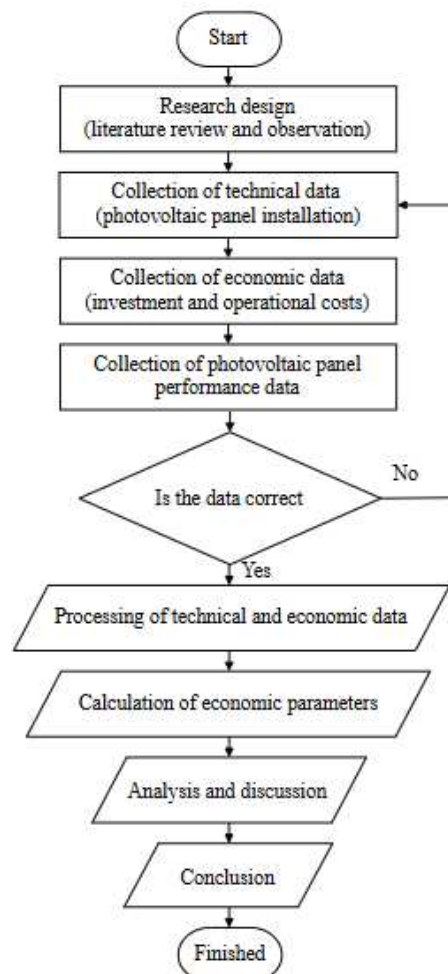 Start
Research design
(literature review and observation)
Collection of technical data
(photovoltaic panel installation)
Collection of economic data
(investment and operational costs)
Collection of photovoltaic panel
performance data
No
Is the data correct
Yes
Processing of technical and economic data
Calculation of economic parameters
Analysis and discussion
Conclusion
Finished